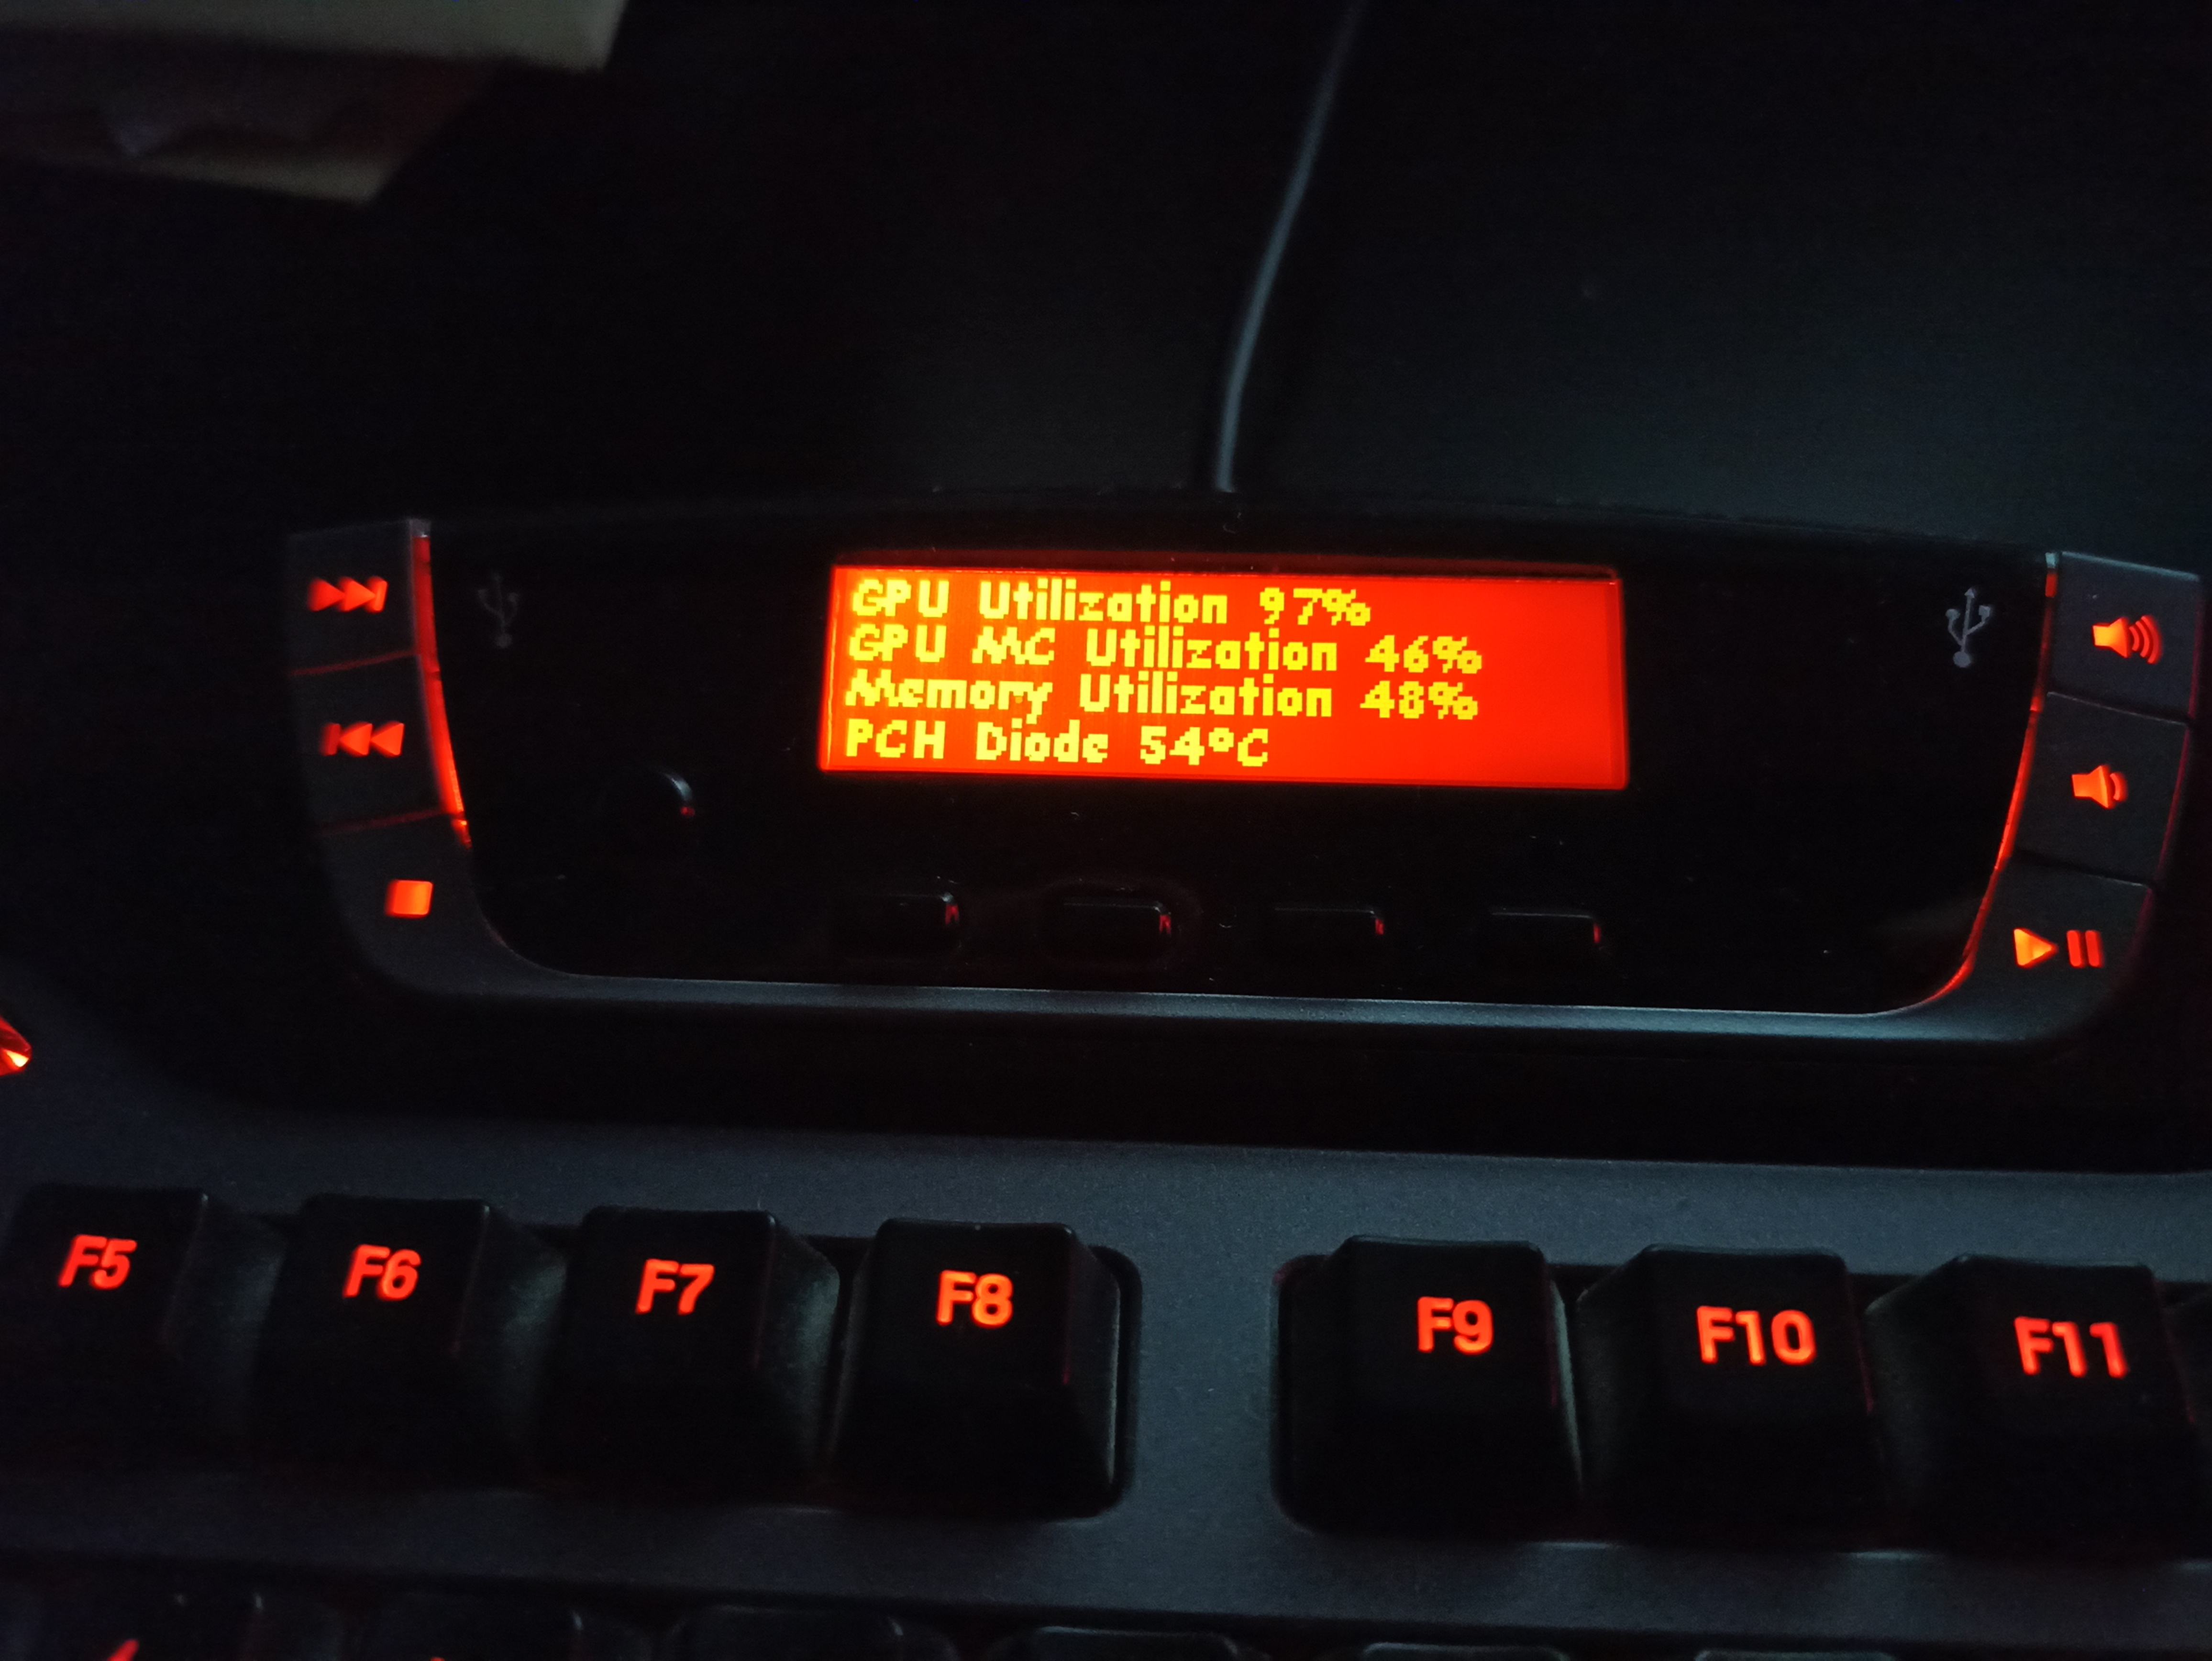 GPU Utilization 97%
GPU MC Utilization 46%
Memory Utilization 48%
PCH Diode 54°C
F5 F6 F7 F8 F9 F10 F11